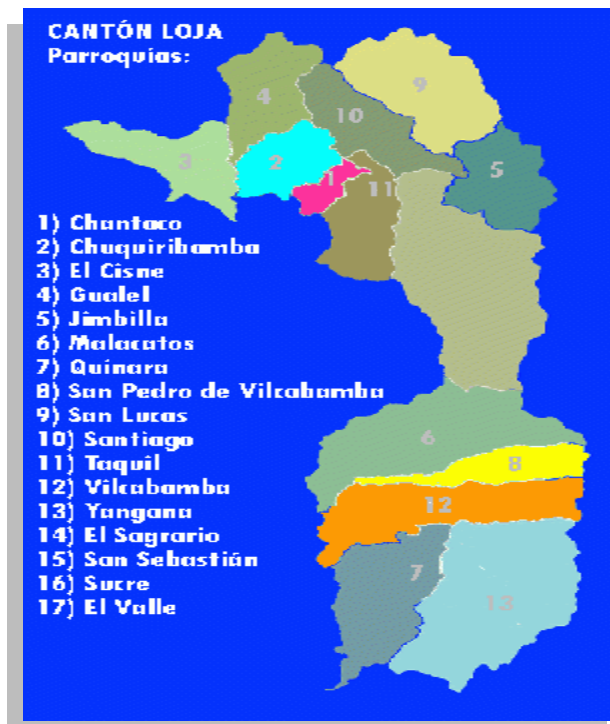 CANTÓN LOJA
Parroquias:
9
4
10
3
2
1
11
5
1) Chantaco
2) Chuquiribamba
3) El Cisne
4) Gualel
5) Jimbilla
6) Malacatos
7) Quinara
8) San Pedro de Vilcabamba
9) San Lucas
10) Santiago
11) Taquil
12) Vilcabamba
13) Yangana
14) El Sagrario
15) San Sebastián
16) Sucre
17) El Valle
6
8
12
7
13